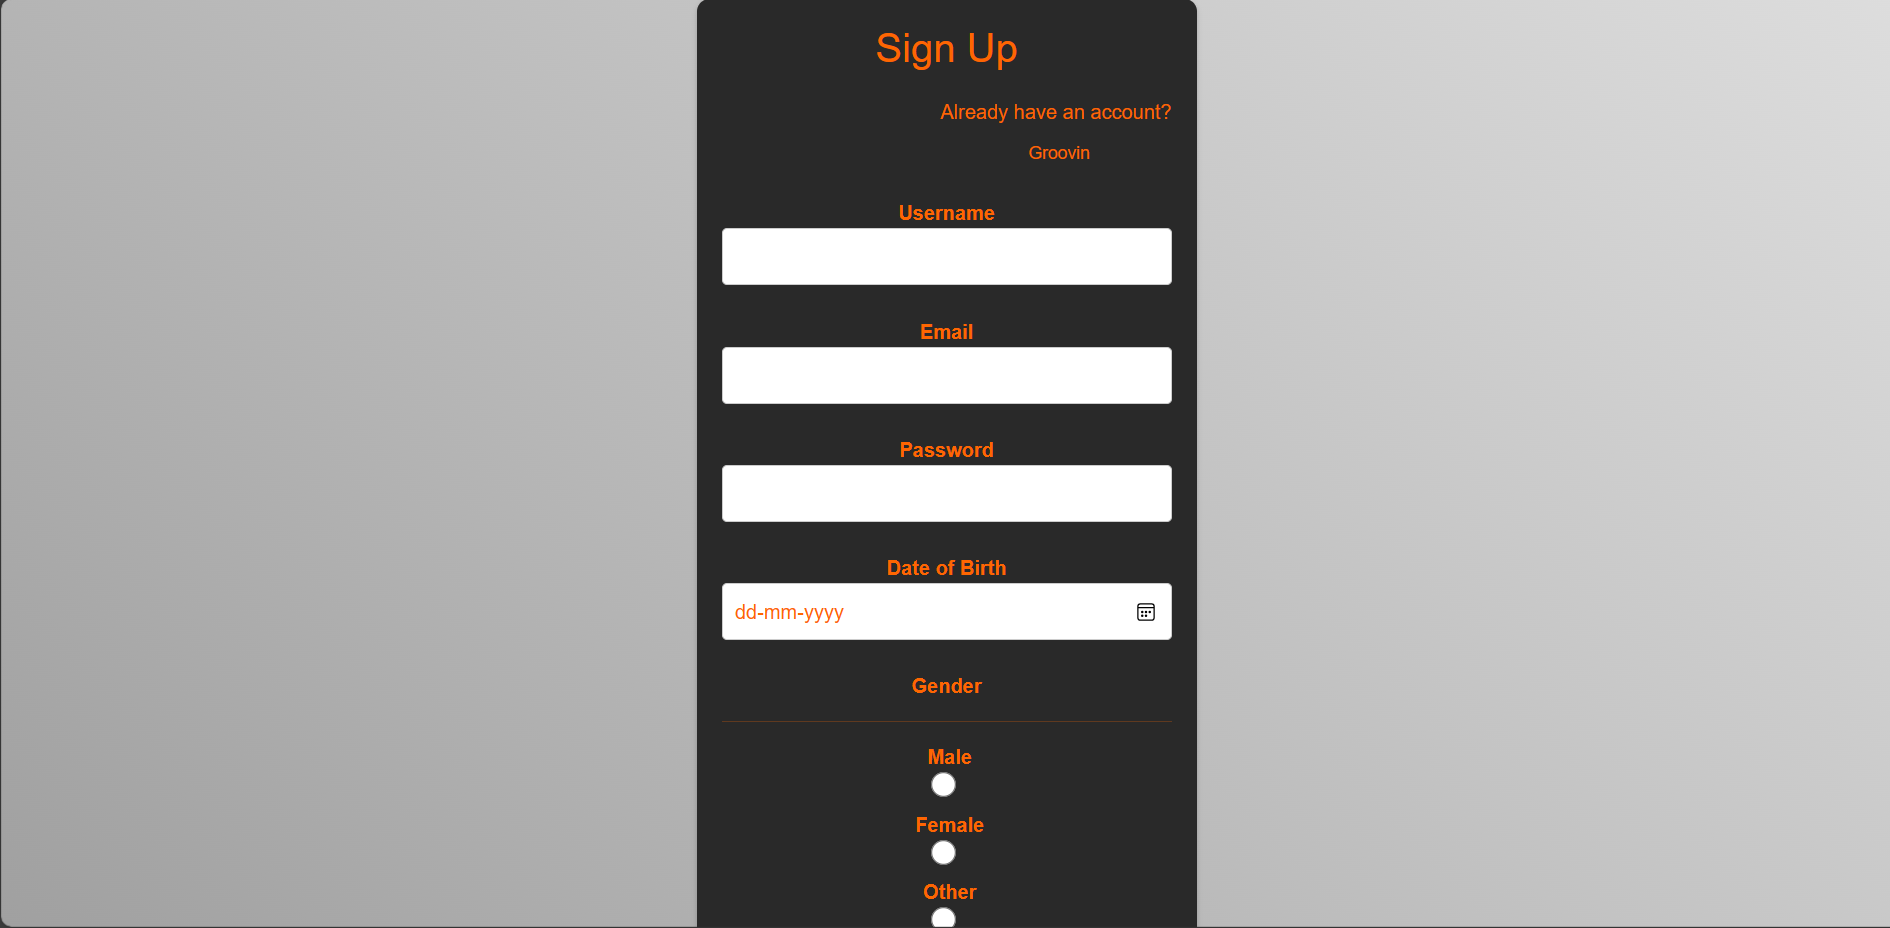 Sign Up
Already have an account?
Groovin
Username
Email
Password
Date of Birth
dd-mm-yyyy
Gender
Male
Female
Other